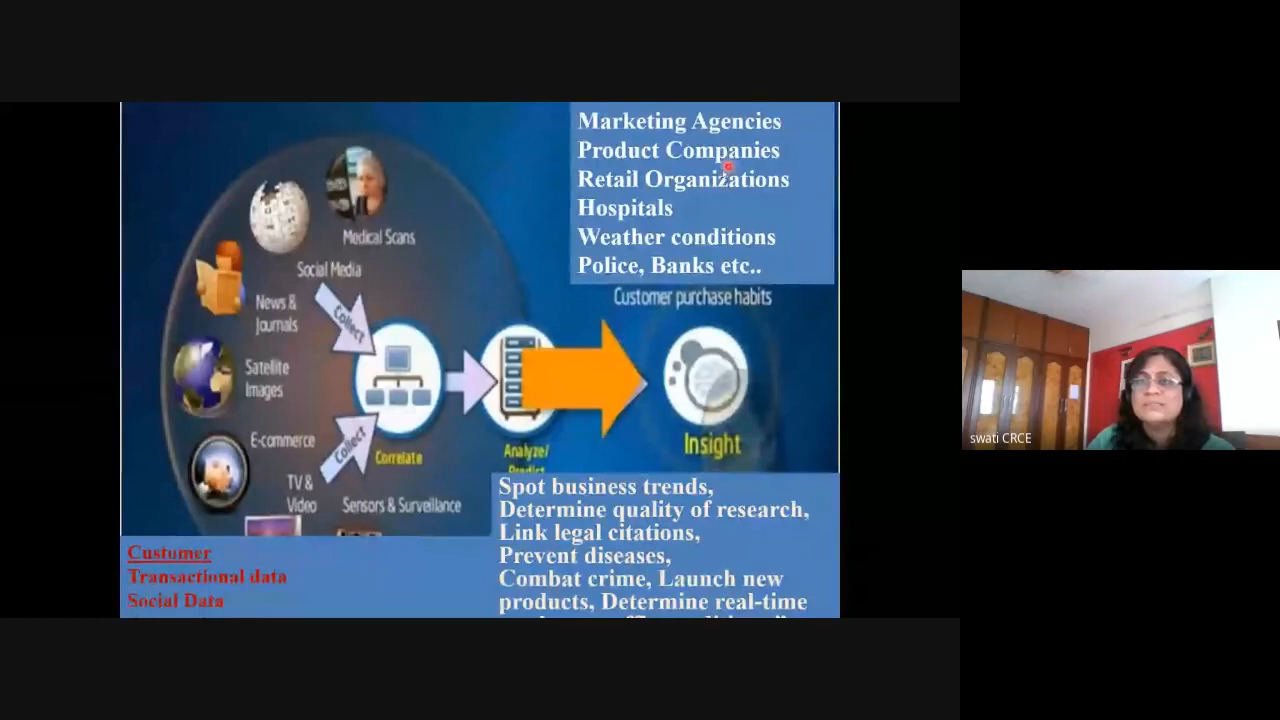 Marketing Agencies
Product Companies
Retail Organizations
Hospitals
Weather conditions
Police, Banks etc..
Customer purchase habits
Medical Scans
Social Media
News &
Journals
Collect
Satellite
Images
E-commerce
Collect
TV &
Video
Sensors & Surveillance
Correlate
Analyze/
Predict
Insight
Spot business trends,
Determine quality of research,
Link legal citations,
Prevent diseases,
Combat crime, Launch new
products, Determine real-time
Custumer
Transactional data
Social Data
swati CRCE